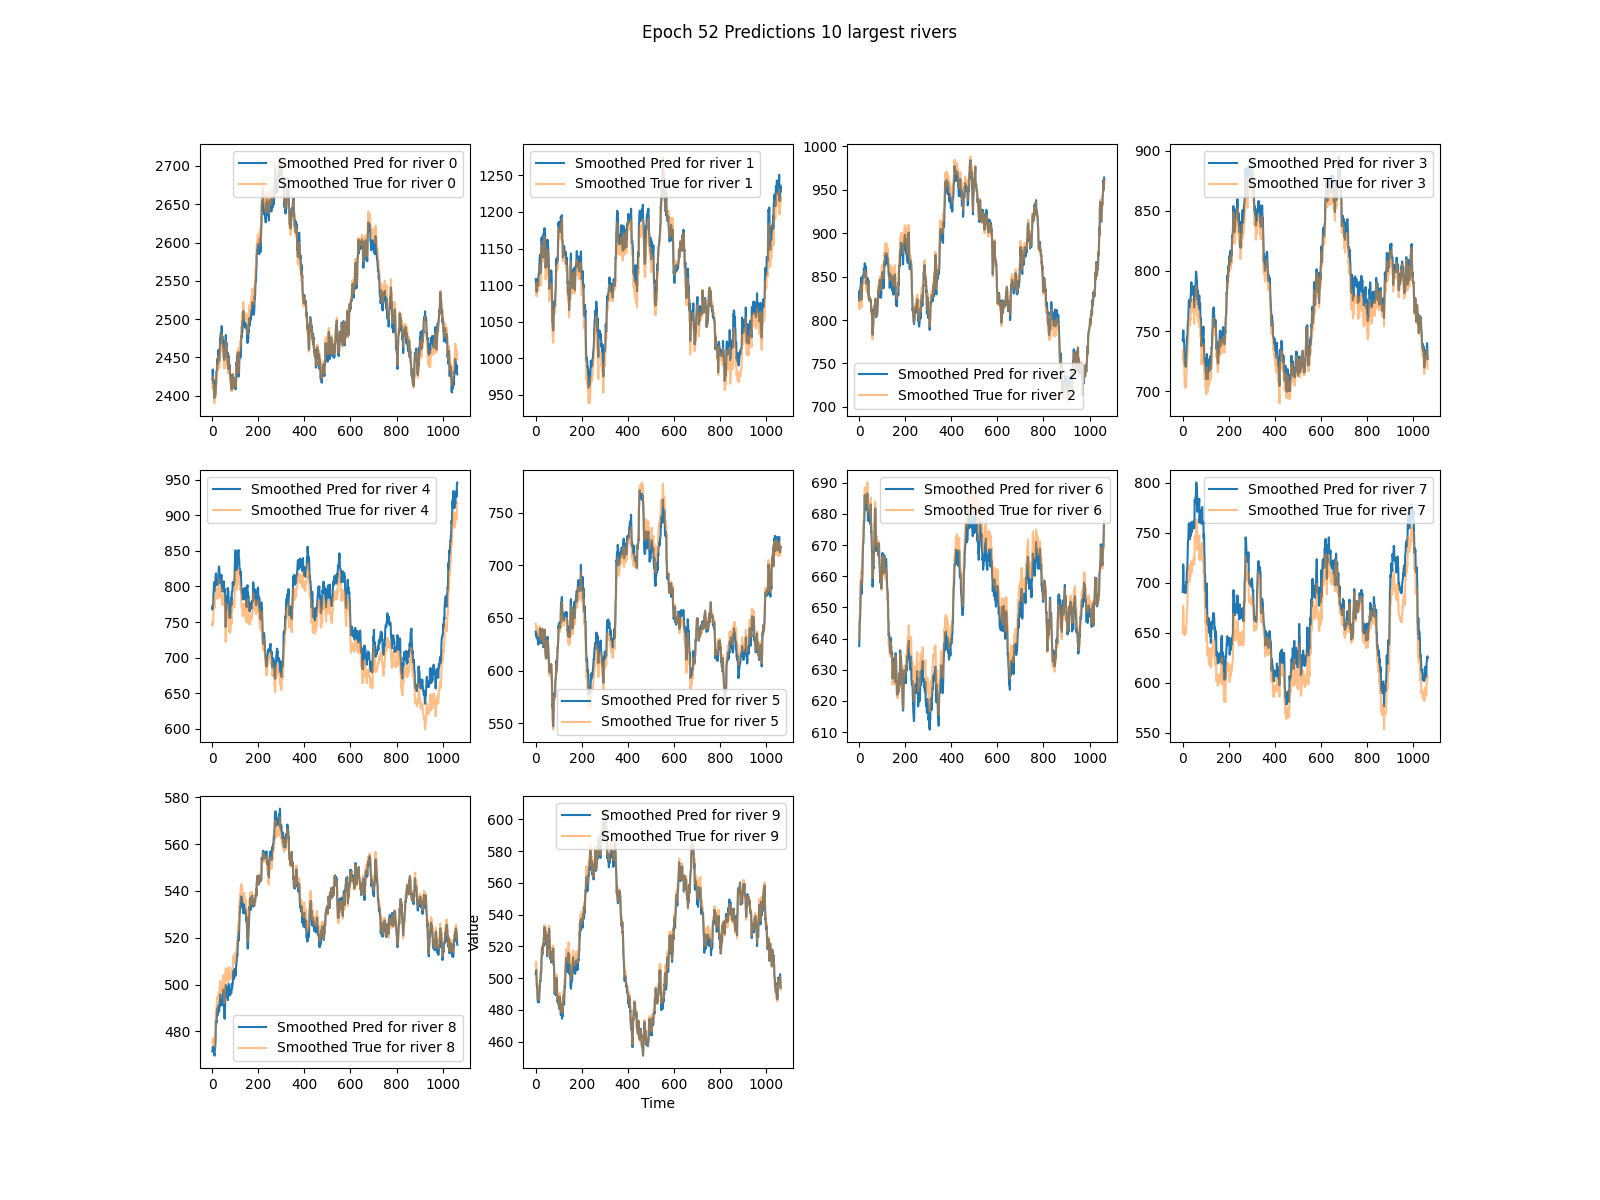 Epoch 52 Predictions 10 largest rivers
2700
2650
2600
2550
2500
2450
2400
0 200 400 600 800 1000
Smoothed Pred for river 0
Smoothed True for river 0
1250
1200
1150
1100
1050
1000
950
0 200 400 600 800 1000
Smoothed Pred for river 1
Smoothed True for river 1
1000
950
900
850
800
750
700
0 200 400 600 800 1000
Smoothed Pred for river 2
Smoothed True for river 2
900
850
800
750
700
0 200 400 600 800 1000
Smoothed Pred for river 3
Smoothed True for river 3
950
900
850
800
750
700
650
600
0 200 400 600 800 1000
Smoothed Pred for river 4
Smoothed True for river 4
750
700
650
600
550
0 200 400 600 800 1000
Smoothed Pred for river 5
Smoothed True for river 5
690
680
670
660
650
640
630
620
610
0 200 400 600 800 1000
Smoothed Pred for river 6
Smoothed True for river 6
800
750
700
650
600
550
0 200 400 600 800 1000
Smoothed Pred for river 7
Smoothed True for river 7
580
560
540
520
500
480
0 200 400 600 800 1000
Smoothed Pred for river 8
Smoothed True for river 8
Value
600
580
560
540
520
500
480
460
0 200 400 600 800 1000
Time
Smoothed Pred for river 9
Smoothed True for river 9